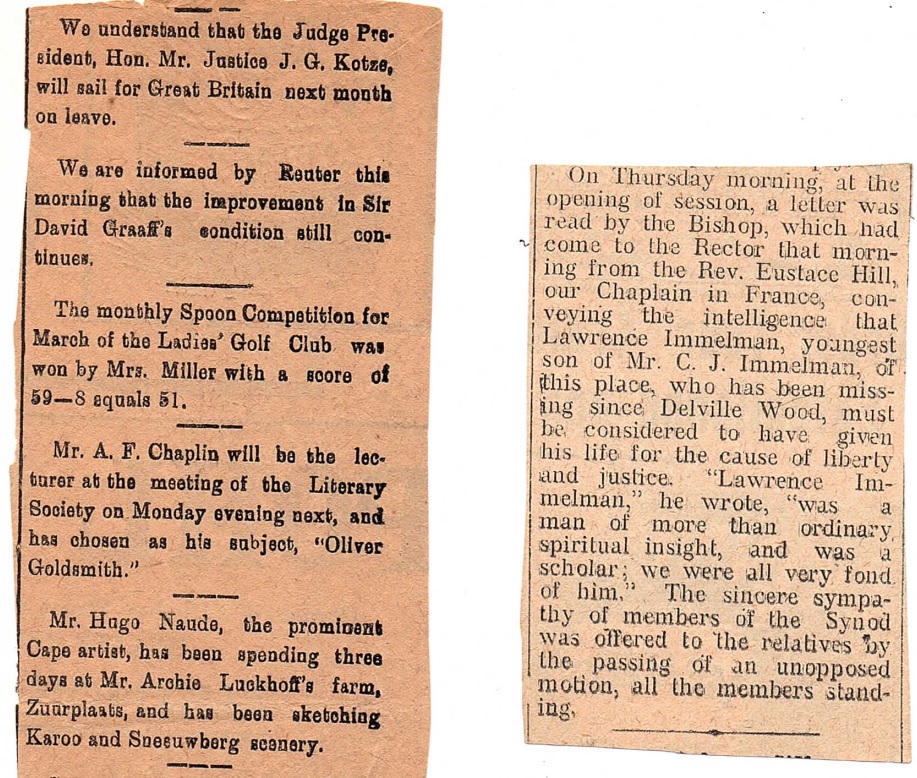 We understand that the Judge Pre-
sident, Hon. Mr. Justice J. G. Kotze,
will sail for Great Britain next month
on leave.
We are informed by Reuter this
morning that the improvement in Sir
David Graaff's condition still con-
tinues.
The monthly Spoon Competition for
March of the Ladies' Golf Club was
won by Mrs. Miller with a score of
59—8 equals 51.
Mr. A. F. Chaplin will be the lec-
turer at the meeting of the Literary
Society on Monday evening next, and
has chosen as his subject, "Oliver
Goldsmith."
Mr. Hugo Naude, the prominent
Cape artist, has been spending three
days at Mr. Archie Luckhoff's farm,
Zuurplaats, and has been sketching
Karoo and Sneeuwberg scenery.
On Thursday morning, at the
opening of session, a letter was
read by the Bishop, which had
come to the Rector that morn-
ing from the Rev. Eustace Hill,
our Chaplain in France, con-
veying the intelligence that
Lawrence Immelman, youngest
son of Mr. C. J. Immelman, of
this place, who has been miss-
ing since Delville Wood, must
be considered to have given
his life for the cause of liberty
and justice. "Lawrence Im-
melman," he wrote, "was a
man of more than ordinary
spiritual insight, and was a
scholar; we were all very fond
of him." The sincere sympa-
thy of members of the Synod
was offered to the relatives by
the passing of an unopposed
motion, all the members stand-
ing.